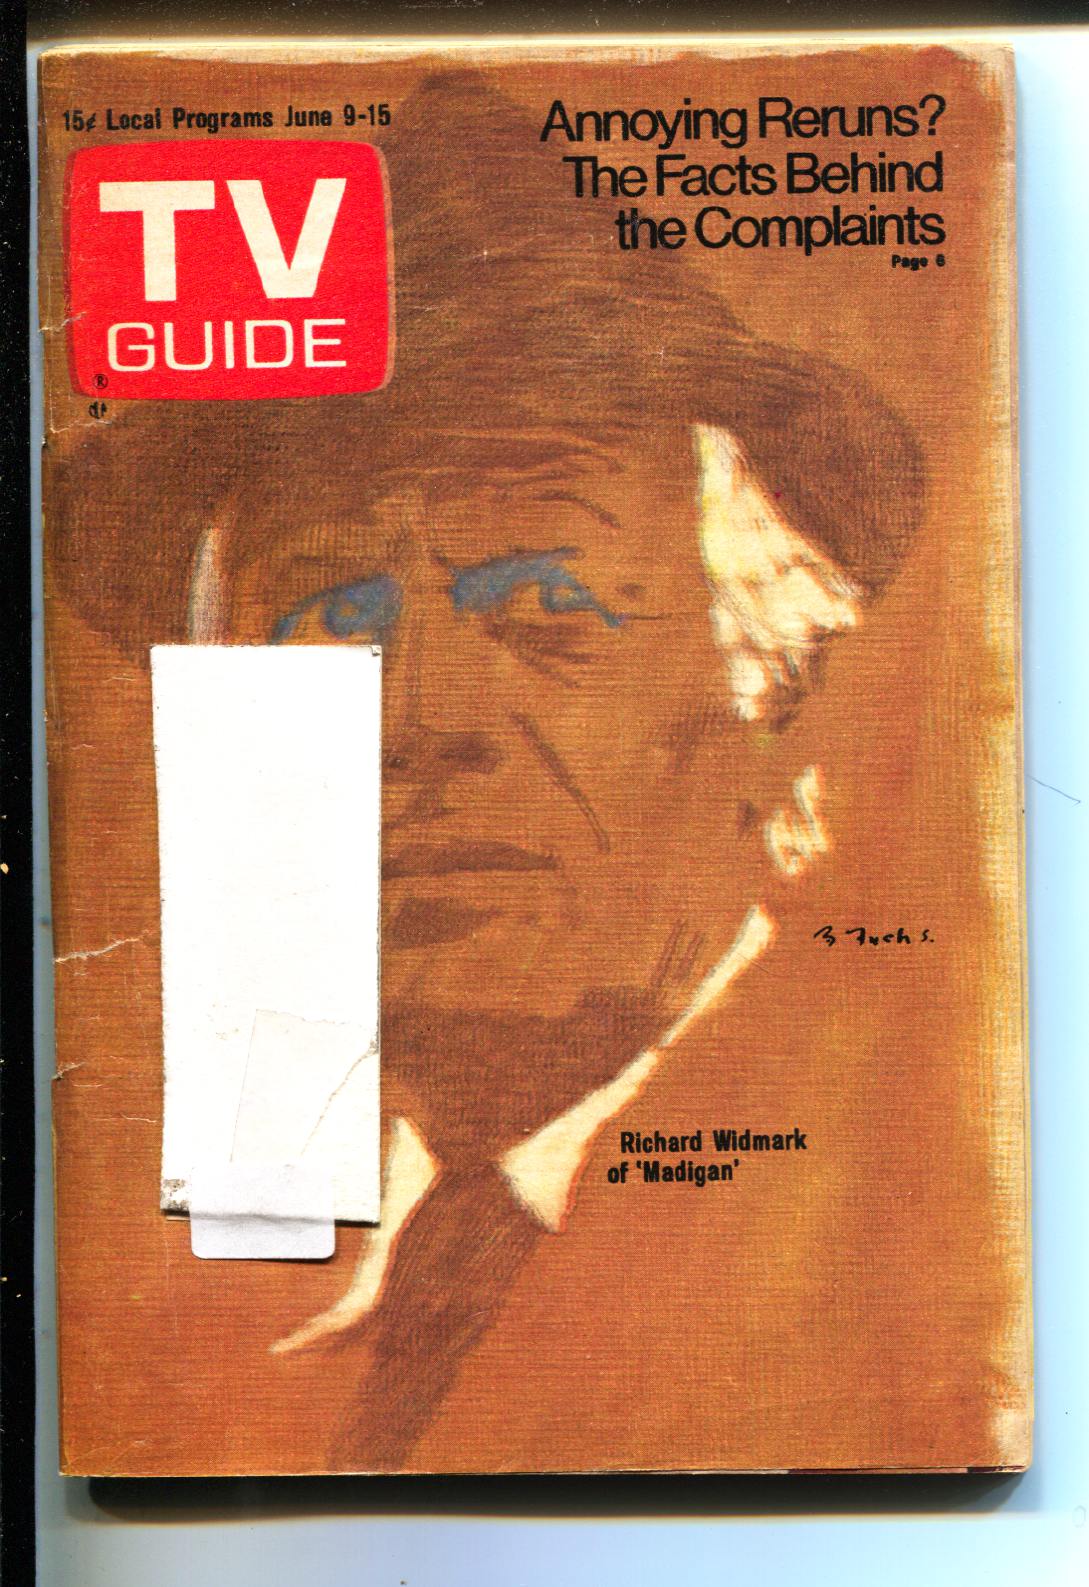 15¢ Local Programs June 9-15
TV
GUIDE
®
Annoying Reruns?
The Facts Behind
the Complaints
Page 6
B Fuchs.
Richard Widmark
of 'Madigan'